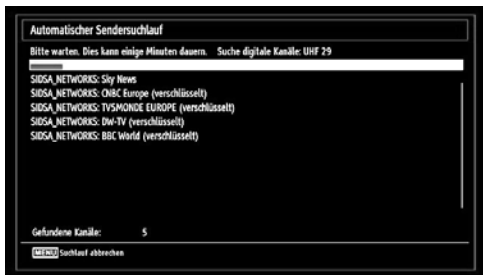 Automatischer Sendersuchlauf
Bitte warten. Dies kann einige Minuten dauern. Suche digitale Kanäle: UHF 29
SIDSA_NETWORKS: Sky News
SIDSA_NETWORKS: CNBC Europe (verschlüsselt)
SIDSA_NETWORKS: TV5MONDE EUROPE (verschlüsselt)
SIDSA_NETWORKS: DW-TV (verschlüsselt)
SIDSA_NETWORKS: BBC World (verschlüsselt)
Gefundene Kanäle: 5
MENU Suchlauf abbrechen